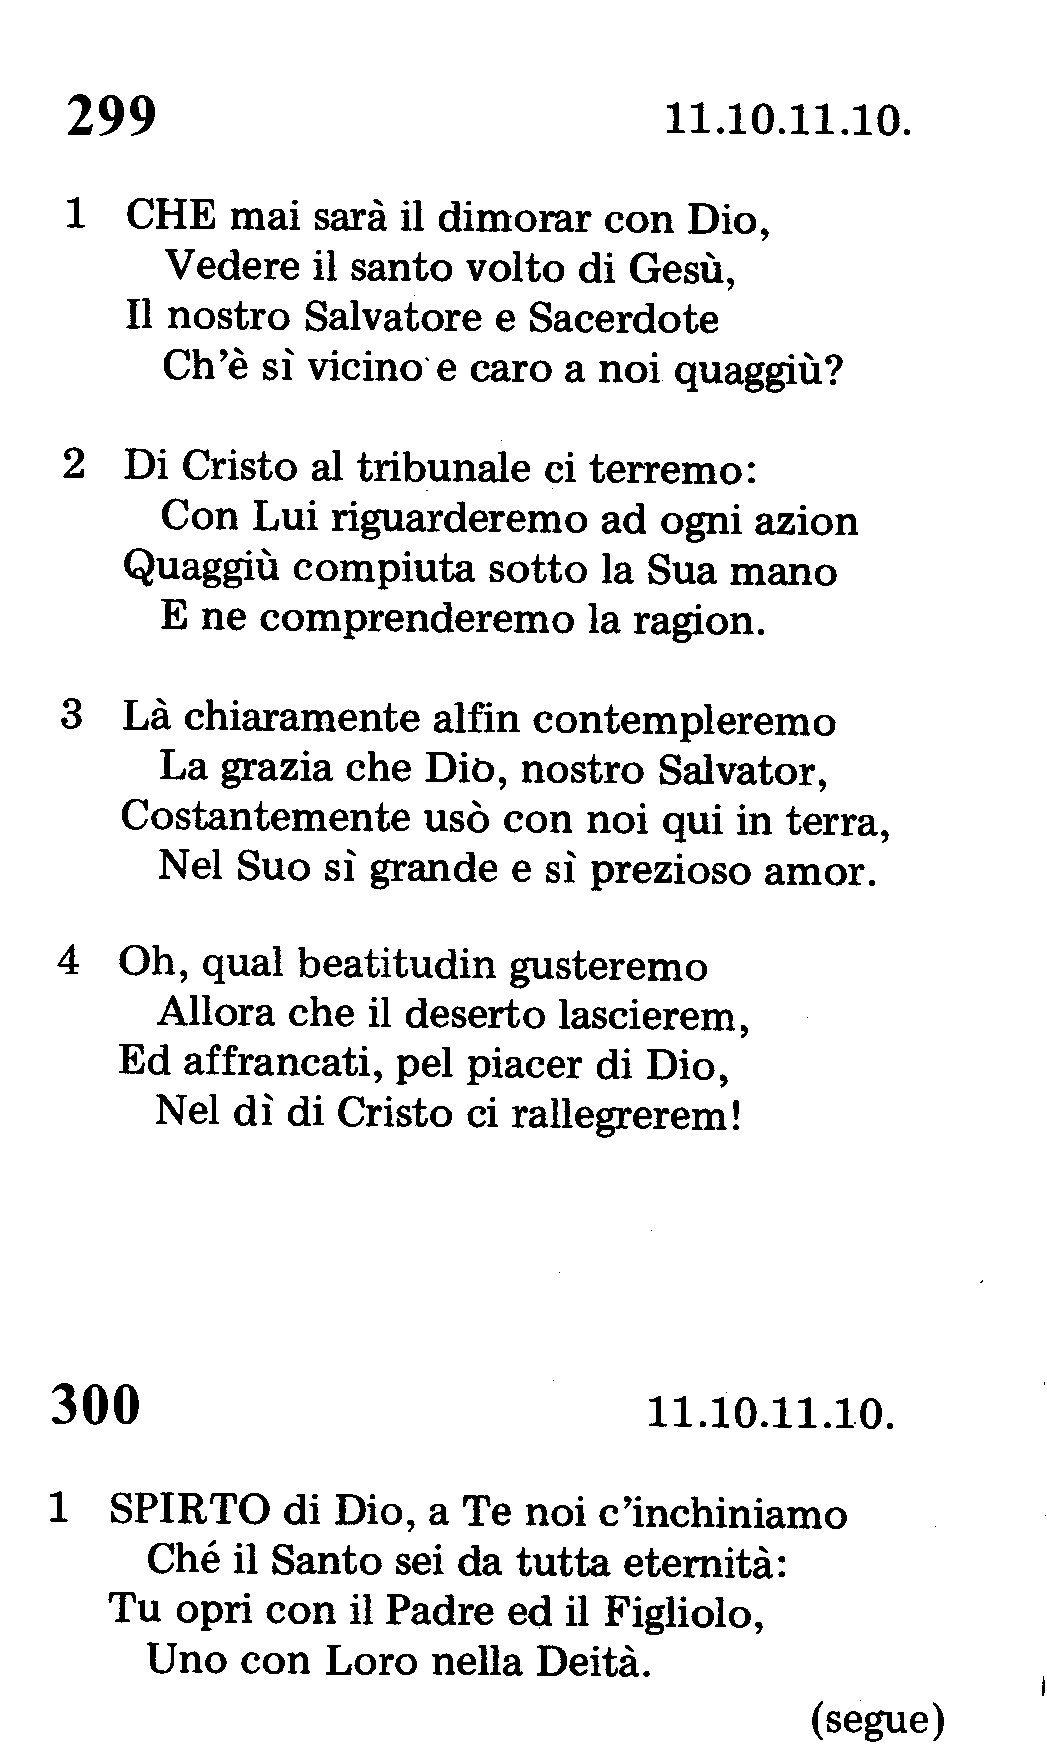 299 11.10.11.10.
1 CHE mai sarà il dimorar con Dio,
Vedere il santo volto di Gesù,
Il nostro Salvatore e Sacerdote
Ch'è sì vicino e caro a noi quaggiù?
2 Di Cristo al tribunale ci terremo:
Con Lui riguarderemo ad ogni azion
Quaggiù compiuta sotto la Sua mano
E ne comprenderemo la ragion.
3 Là chiaramente alfin contempleremo
La grazia che Dio, nostro Salvator,
Costantemente usò con noi qui in terra,
Nel Suo sì grande e sì prezioso amor.
4 Oh, qual beatitudin gusteremo
Allora che il deserto lascierem,
Ed affrancati, pel piacer di Dio,
Nel dì di Cristo ci rallegrerem!
300 11.10.11.10.
1 SPIRTO di Dio, a Te noi c'inchiniamo
Ché il Santo sei da tutta eternità:
Tu opri con il Padre ed il Figliolo,
Uno con Loro nella Deità.
(segue)